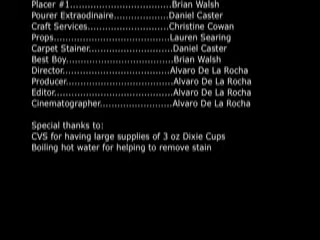 Placer #1....................................Brian Walsh
Pourer Extraodinaire....................Daniel Caster
Craft Services.............................Christine Cowan
Props.........................................Lauren Searing
Carpet Stainer..............................Daniel Caster
Best Boy......................................Brian Walsh
Director......................................Alvaro De La Rocha
Producer.....................................Alvaro De La Rocha
Editor..........................................Alvaro De La Rocha
Cinematographer.........................Alvaro De La Rocha
Special thanks to:
CVS for having large supplies of 3 oz Dixie Cups
Boiling hot water for helping to remove stain